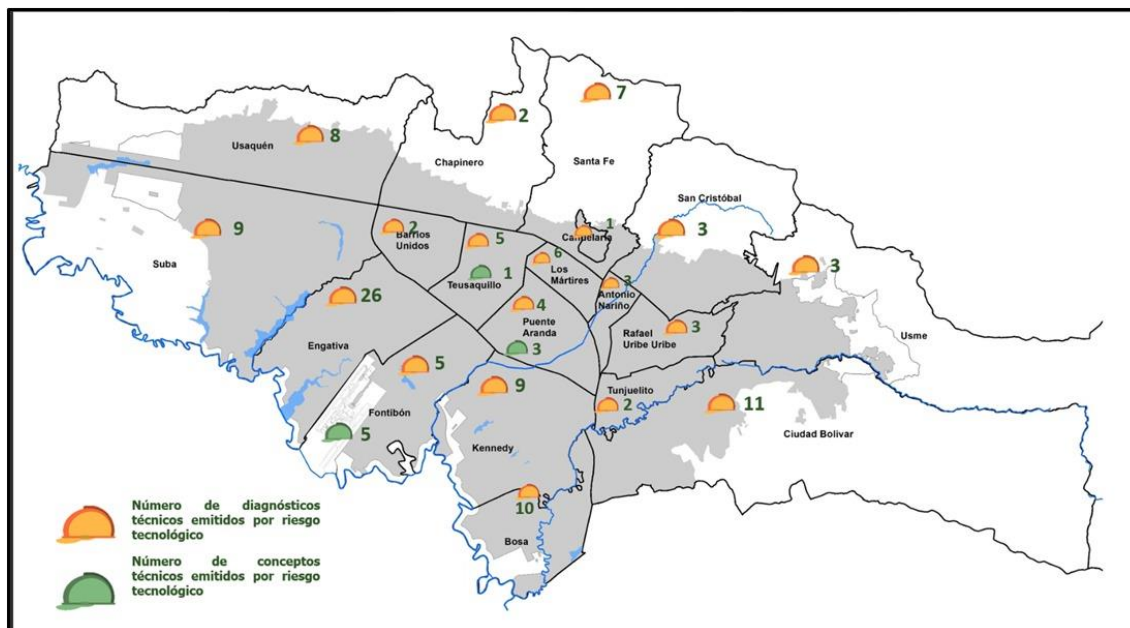 7
2
8
Usaquén
Chapinero
Santa Fe
San Cristóbal
9
2
Barrios
Unidos
5
1
Candelaria
3
Suba
1
Teusaquillo
6
Los
Mártires
3
Antonio
Nariño
3
Usme
26
Engativa
4
Puente
Aranda
3
Rafael
Uribe Uribe
3
5
Fontibón
5
9
Kennedy
Tunjuelito
2
11
Ciudad Bolivar
10
Bosa
Número de diagnósticos
técnicos emitidos por riesgo
tecnológico
Número de conceptos
técnicos emitidos por riesgo
tecnológico